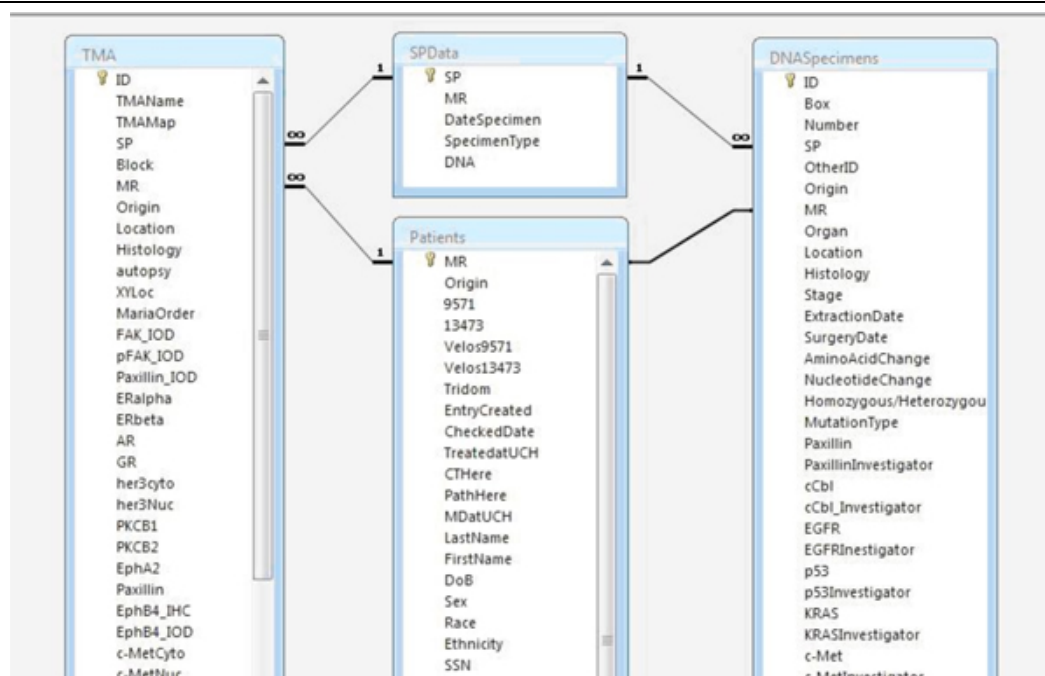 TMA
ID
TMAName
TMAMap
SP
Block
MR
Origin
Location
Histology
autopsy
XYLoc
MariaOrder
FAK_IOD
pFAK_IOD
Paxillin_IOD
ERalpha
ERbeta
AR
GR
her3cyto
her3Nuc
PKCB1
PKCB2
EphA2
Paxillin
EphB4_IHC
EphB4_IOD
c-MetCyto
c-MetNuc
1
∞
∞
1
SPData
SP
MR
DateSpecimen
SpecimenType
DNA
Patients
MR
Origin
9571
13473
Velos9571
Velos13473
Tridom
EntryCreated
CheckedDate
TreatedatUCH
CTHere
PathHere
MDatUCH
LastName
FirstName
DoB
Sex
Race
Ethnicity
SSN
1
∞
DNASpecimens
ID
Box
Number
SP
OtherID
Origin
MR
Organ
Location
Histology
Stage
ExtractionDate
SurgeryDate
AminoAcidChange
NucleotideChange
Homozygous/Heterozygou
MutationType
Paxillin
PaxillinInvestigator
cCbl
cCbl_Investigator
EGFR
EGFRInestigator
p53
p53Investigator
KRAS
KRASInvestigator
c-Met
c-MetInvestigator